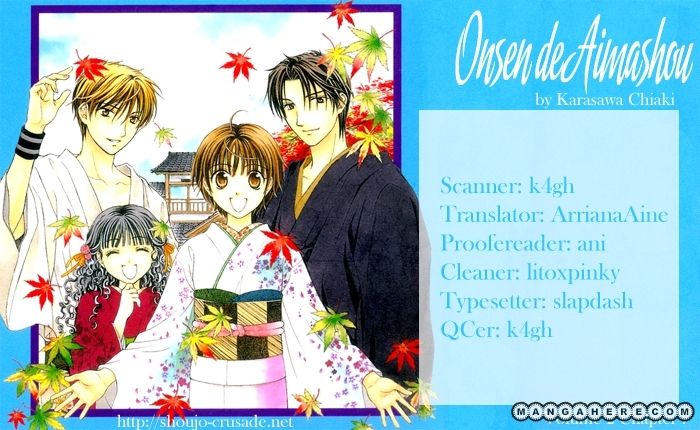 Onsen de Aimashou
by Karasawa Chiaki
Scanner: k4gh
Translator: ArrianaAine
Proofereader: ani
Cleaner: litoxpinky
Typesetter: slapdash
QCer: k4gh
http://shoujo-crusade.net
MANGAHERE.COM